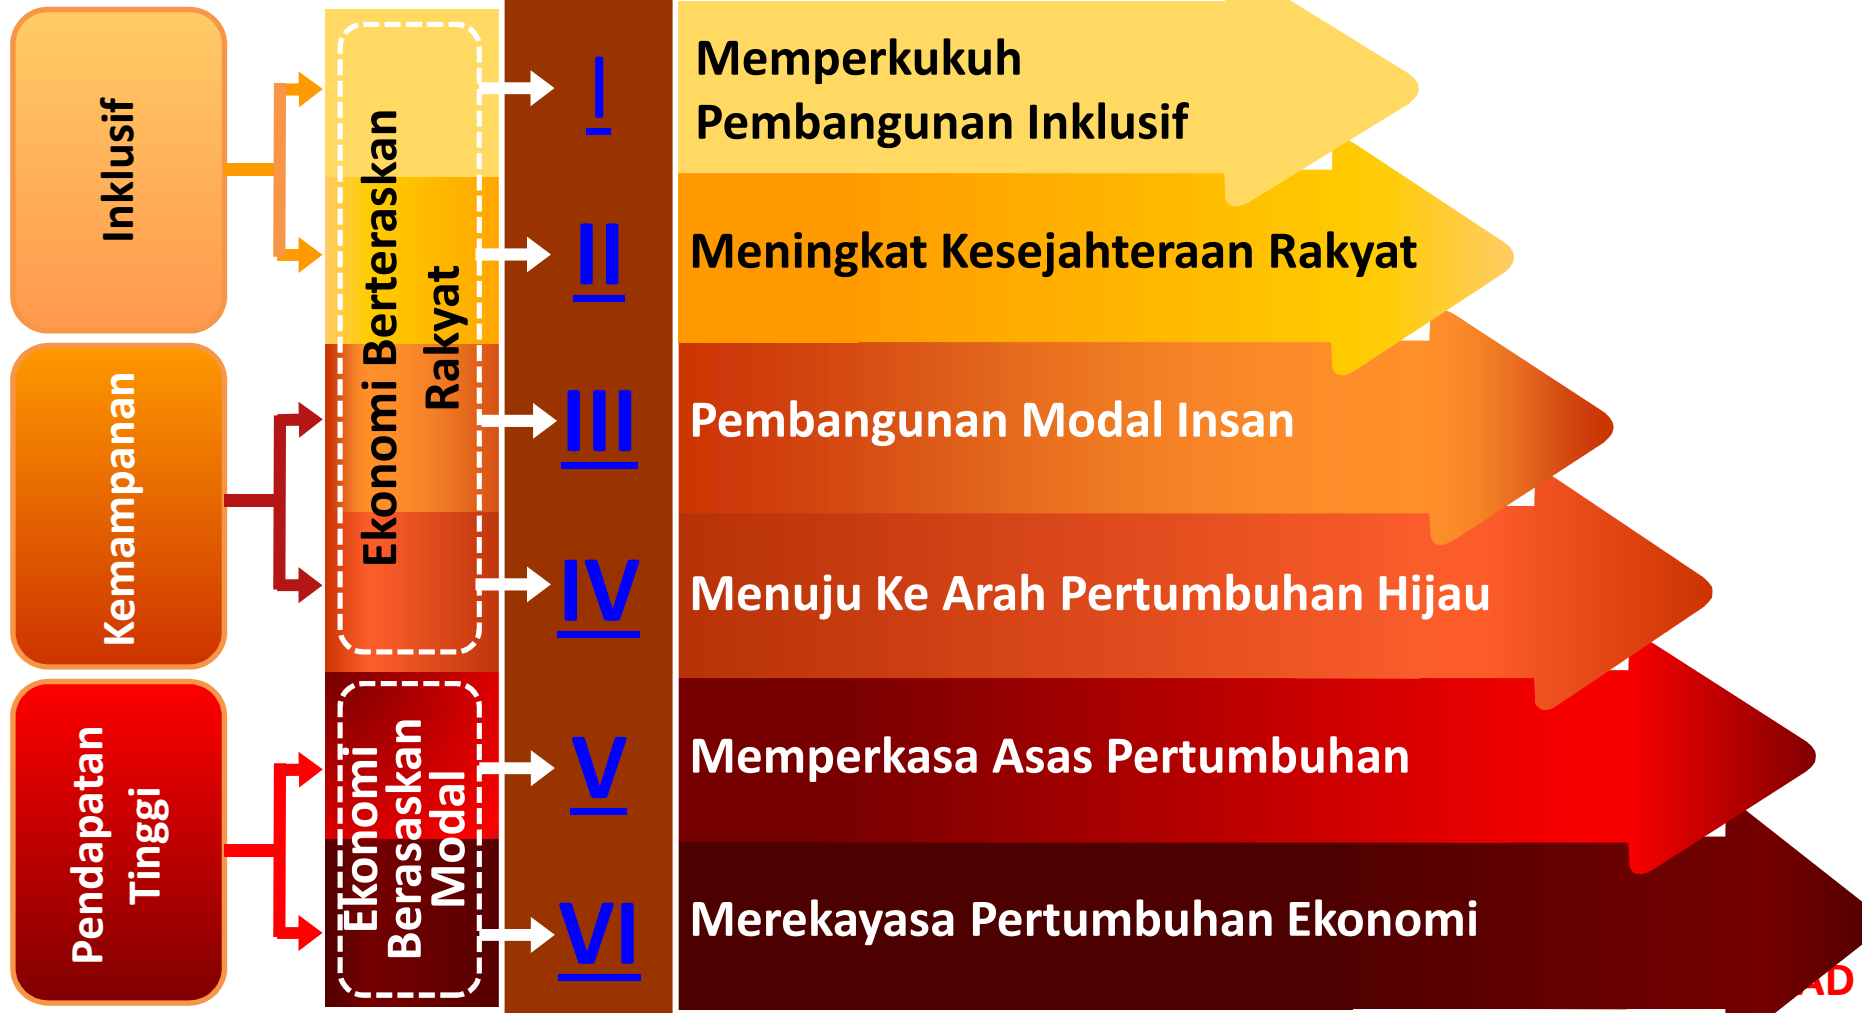 Inklusif
Kemampanan
Pendapatan
Tinggi
Ekonomi Berteraskan
Rakyat
Ekonomi
Berasaskan
Modal
I
Memperkukuh
Pembangunan Inklusif
II
Meningkat Kesejahteraan Rakyat
III
Pembangunan Modal Insan
IV
Menuju Ke Arah Pertumbuhan Hijau
V
Memperkasa Asas Pertumbuhan
VI
Merekayasa Pertumbuhan Ekonomi